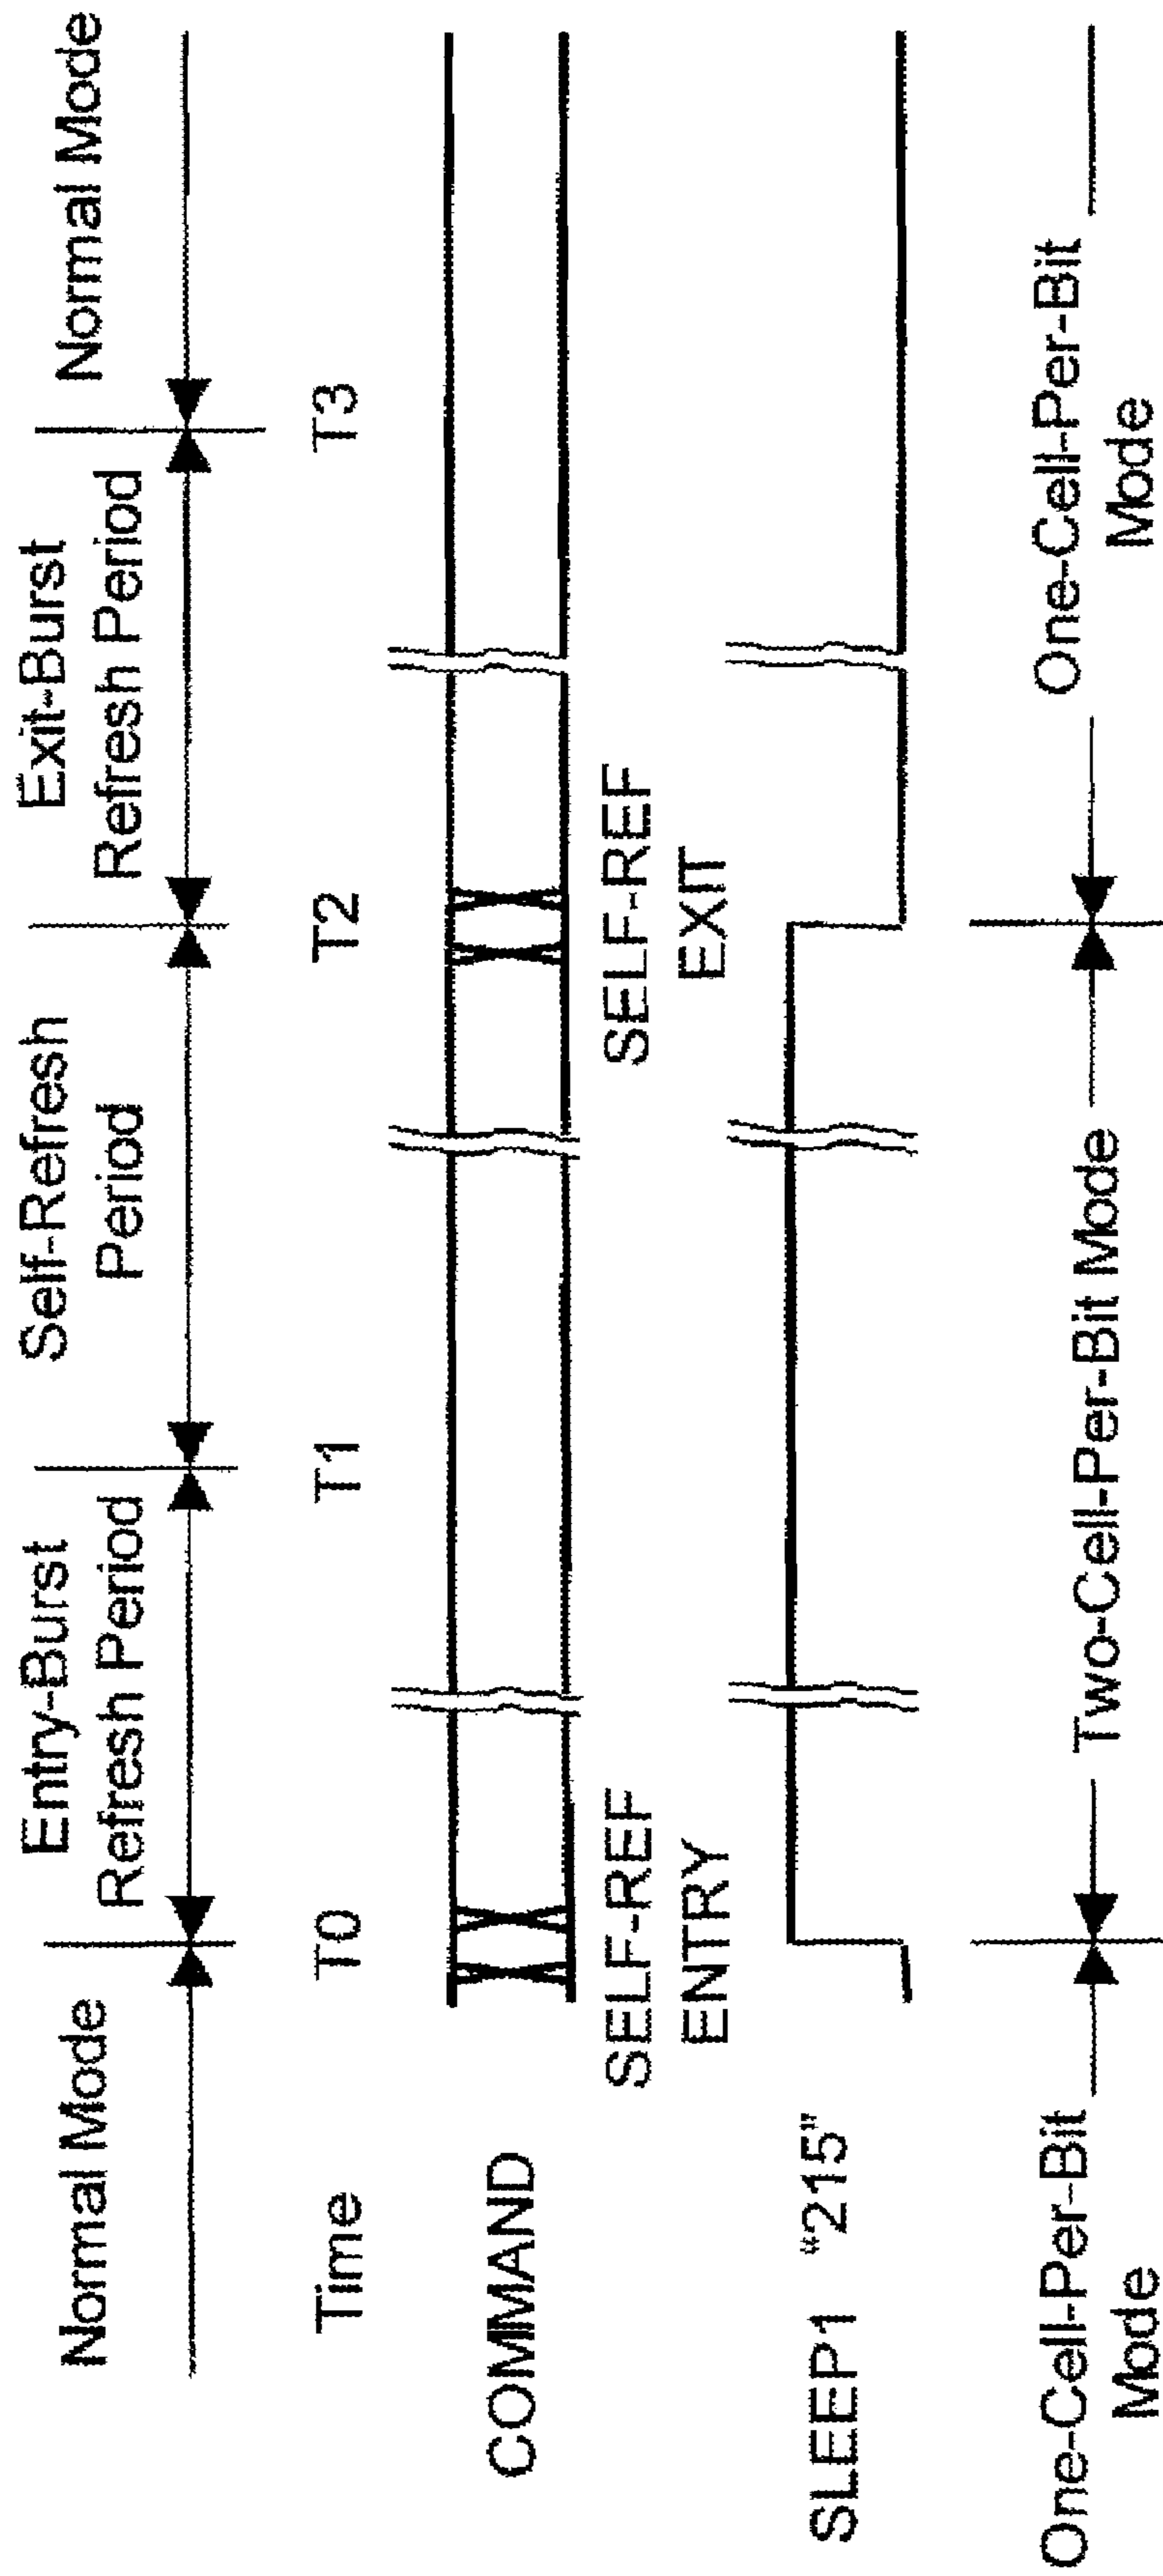 Normal Mode
Entry-Burst
Refresh Period
Self-Refresh
Period
Exit-Burst
Refresh Period
Normal Mode
Time
T0
T1
T2
T3
COMMAND
SELF-REF
ENTRY
SELF-REF
EXIT
SLEEP1 "215"
One-Cell-Per-Bit
Mode
Two-Cell-Per-Bit Mode
One-Cell-Per-Bit
Mode